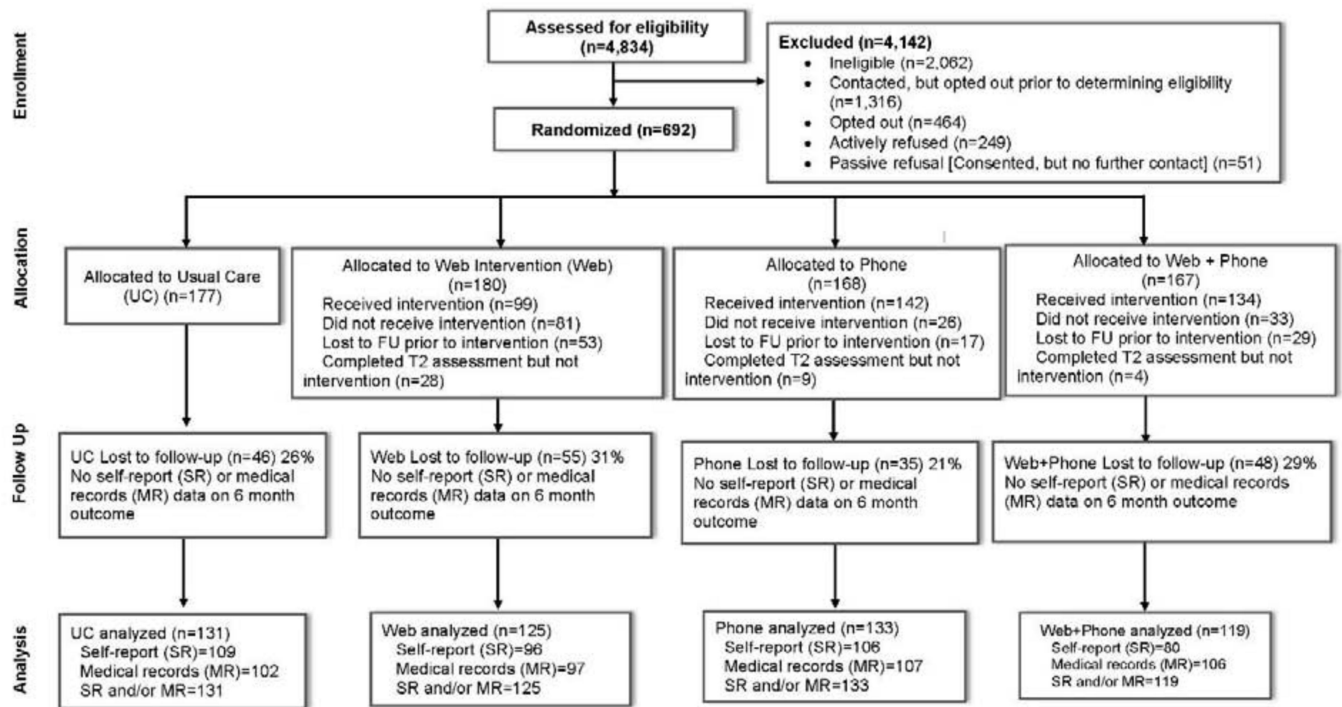 Enrollment
Assessed for eligibility
(n=4,834)
Excluded (n=4,142)
• Ineligible (n=2,062)
• Contacted, but opted out prior to determining eligibility
(n=1,316)
• Opted out (n=464)
• Actively refused (n=249)
• Passive refusal [Consented, but no further contact] (n=51)
Randomized (n=692)
Allocation
Allocated to Usual Care
(UC) (n=177)
Allocated to Web Intervention (Web)
(n=180)
Received intervention (n=99)
Did not receive intervention (n=81)
Lost to FU prior to intervention (n=53)
Completed T2 assessment but not
intervention (n=28)
Allocated to Phone
(n=168)
Received intervention (n=142)
Did not receive intervention (n=26)
Lost to FU prior to intervention (n=17)
Completed T2 assessment but not
intervention (n=9)
Allocated to Web + Phone
(n=167)
Received intervention (n=134)
Did not receive intervention (n=33)
Lost to FU prior to intervention (n=29)
Completed T2 assessment but not
intervention (n=4)
Follow Up
UC Lost to follow-up (n=46) 26%
No self-report (SR) or medical
records (MR) data on 6 month
outcome
Web Lost to follow-up (n=55) 31%
No self-report (SR) or medical
records (MR) data on 6 month
outcome
Phone Lost to follow-up (n=35) 21%
No self-report (SR) or medical
records (MR) data on 6 month
outcome
Web+Phone Lost to follow-up (n=48) 29%
No self-report (SR) or medical records
(MR) data on 6 month outcome
Analysis
UC analyzed (n=131)
Self-report (SR)=109
Medical records (MR)=102
SR and/or MR=131
Web analyzed (n=125)
Self-report (SR)=96
Medical records (MR)=97
SR and/or MR=125
Phone analyzed (n=133)
Self-report (SR)=106
Medical records (MR)=107
SR and/or MR=133
Web+Phone analyzed (n=119)
Self-report (SR)=80
Medical records (MR)=106
SR and/or MR=119